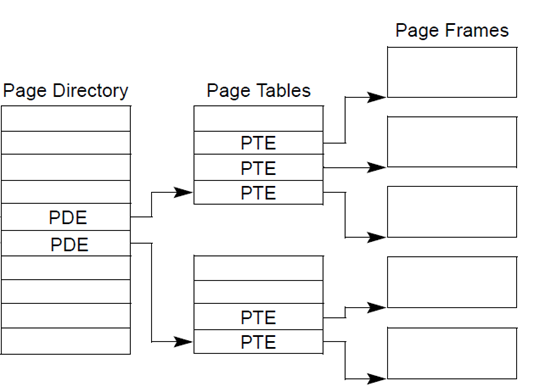 Page Frames
Page Directory
Page Tables
PTE
PTE
PTE
PDE
PDE
PTE
PTE